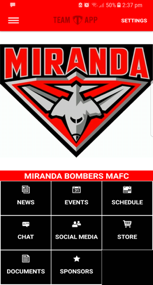 50% 2:37 pm
TEAM APP
SETTINGS
MIRANDA
MIRANDA BOMBERS MAFC
NEWS
EVENTS
SCHEDULE
CHAT
SOCIAL MEDIA
STORE
DOCUMENTS
SPONSORS